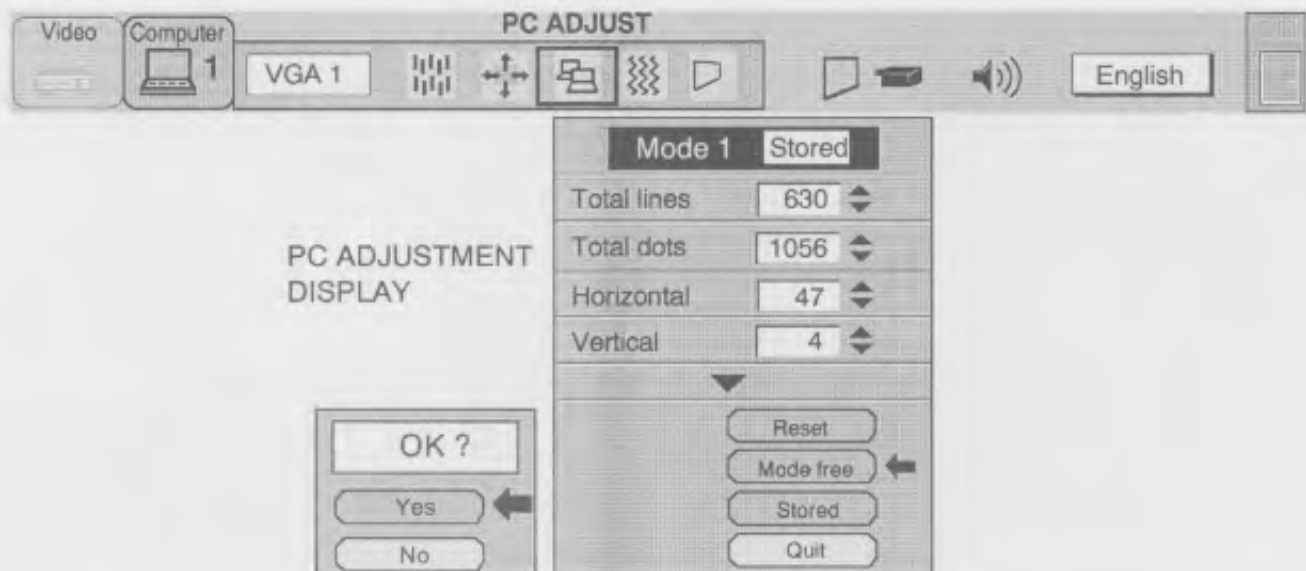 PC ADJUST
Video
Computer
1
VGA 1
English
Mode 1 Stored
Total lines 630
Total dots 1056
Horizontal 47
Vertical 4
PC ADJUSTMENT
DISPLAY
Reset
Mode free
Stored
Quit
OK ?
Yes
No